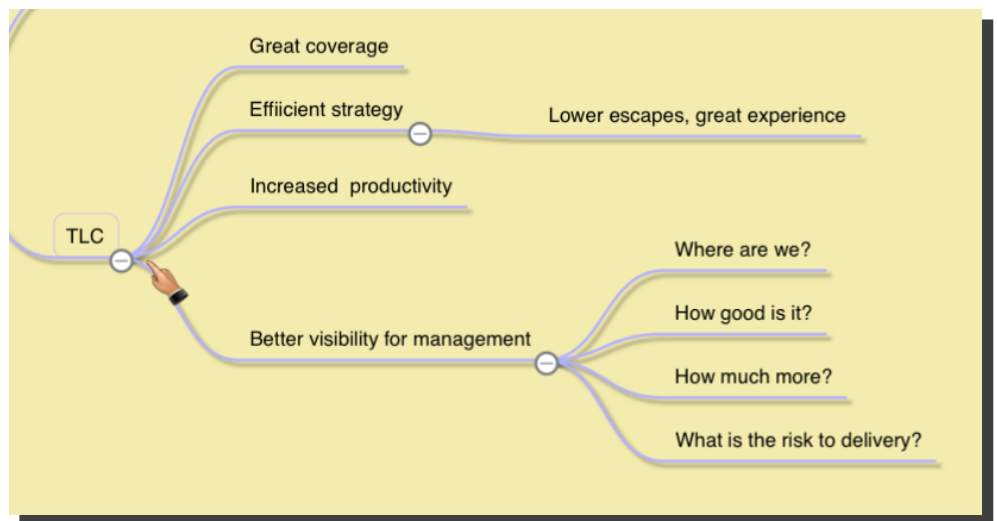 Great coverage
Effiicient strategy
Lower escapes, great experience
Increased  productivity
TLC
Where are we?
How good is it?
Better visibility for management
How much more?
What is the risk to delivery?